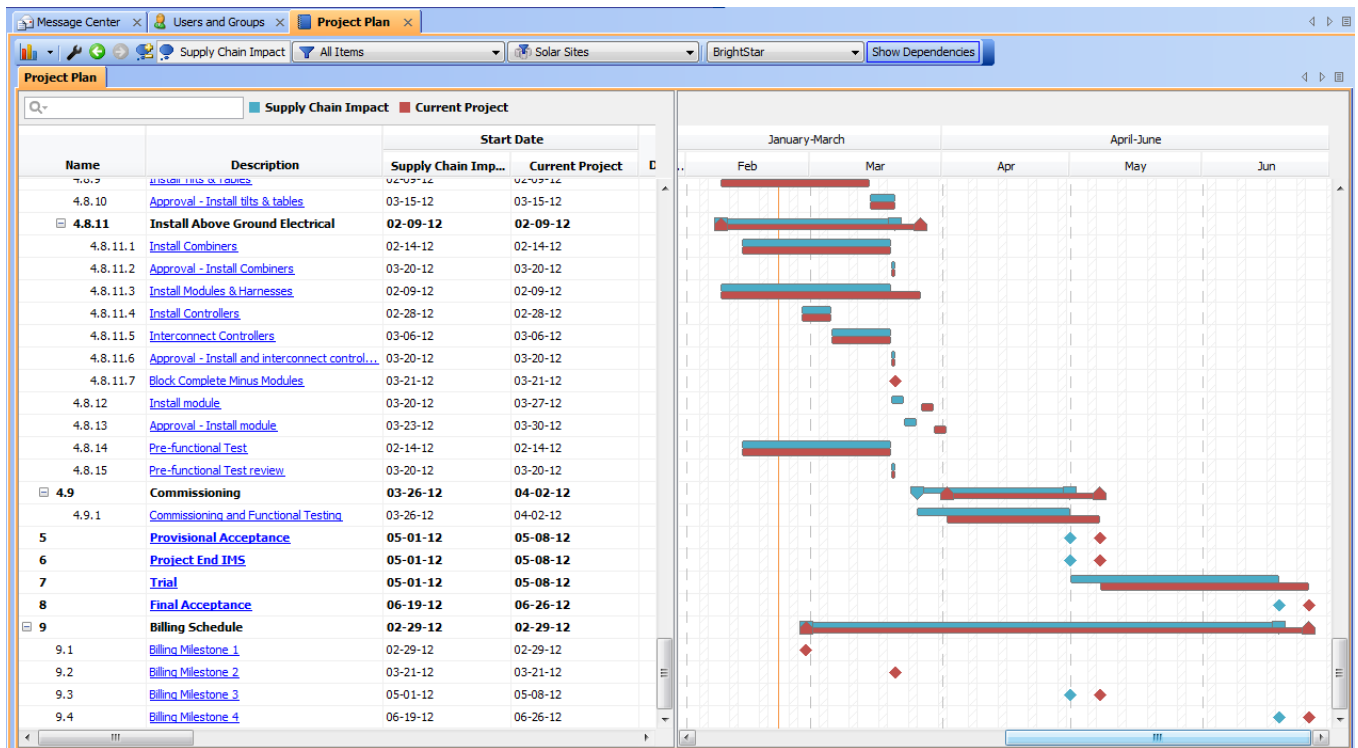 Message Center Users and Groups Project Plan
Supply Chain Impact All Items Solar Sites BrightStar Show Dependencies
Project Plan
Supply Chain Impact Current Project
Start Date January-March April-June
Name Description Supply Chain Imp... Current Project D .. Feb Mar Apr May Jun
4.8.9 Install Tilts & Tables 02-09-12 02-09-12
4.8.10 Approval - Install tilts & tables 03-15-12 03-15-12
4.8.11 Install Above Ground Electrical 02-09-12 02-09-12
4.8.11.1 Install Combiners 02-14-12 02-14-12
4.8.11.2 Approval - Install Combiners 03-20-12 03-20-12
4.8.11.3 Install Modules & Harnesses 02-09-12 02-09-12
4.8.11.4 Install Controllers 02-28-12 02-28-12
4.8.11.5 Interconnect Controllers 03-06-12 03-06-12
4.8.11.6 Approval - Install and interconnect control... 03-20-12 03-20-12
4.8.11.7 Block Complete Minus Modules 03-21-12 03-21-12
4.8.12 Install module 03-20-12 03-27-12
4.8.13 Approval - Install module 03-23-12 03-30-12
4.8.14 Pre-functional Test 02-14-12 02-14-12
4.8.15 Pre-functional Test review 03-20-12 03-20-12
4.9 Commissioning 03-26-12 04-02-12
4.9.1 Commissioning and Functional Testing 03-26-12 04-02-12
5 Provisional Acceptance 05-01-12 05-08-12
6 Project End IMS 05-01-12 05-08-12
7 Trial 05-01-12 05-08-12
8 Final Acceptance 06-19-12 06-26-12
9 Billing Schedule 02-29-12 02-29-12
9.1 Billing Milestone 1 02-29-12 02-29-12
9.2 Billing Milestone 2 03-21-12 03-21-12
9.3 Billing Milestone 3 05-01-12 05-08-12
9.4 Billing Milestone 4 06-19-12 06-26-12